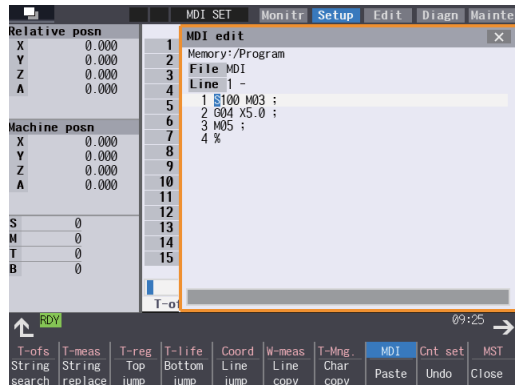 MDI SET Monitr Setup Edit Diagn Mainte
Relative posn
X 0.000
Y 0.000
Z 0.000
A 0.000
Machine posn
X 0.000
Y 0.000
Z 0.000
A 0.000
S 0
M 0
T 0
B 0
1
2
3
4
5
6
7
8
9
10
11
12
13
14
15
T-of
MDI edit
Memory:/Program
File MDI
Line 1 -
1 S100 M03 ;
2 G04 X5.0 ;
3 M05 ;
4 %
RDY 09:25
T-ofs T-meas T-reg T-life Coord W-meas T-Mng. MDI Cnt set MST
String search String replace Top jump Bottom jump Line jump Line copy Char copy Paste Undo Close